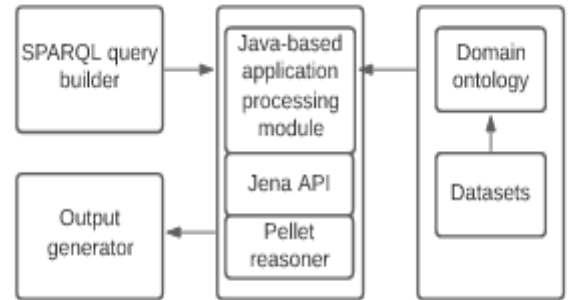 SPARQL query
builder
Java-based
application
processing
module
Jena API
Pellet
reasoner
Domain
ontology
Datasets
Output
generator